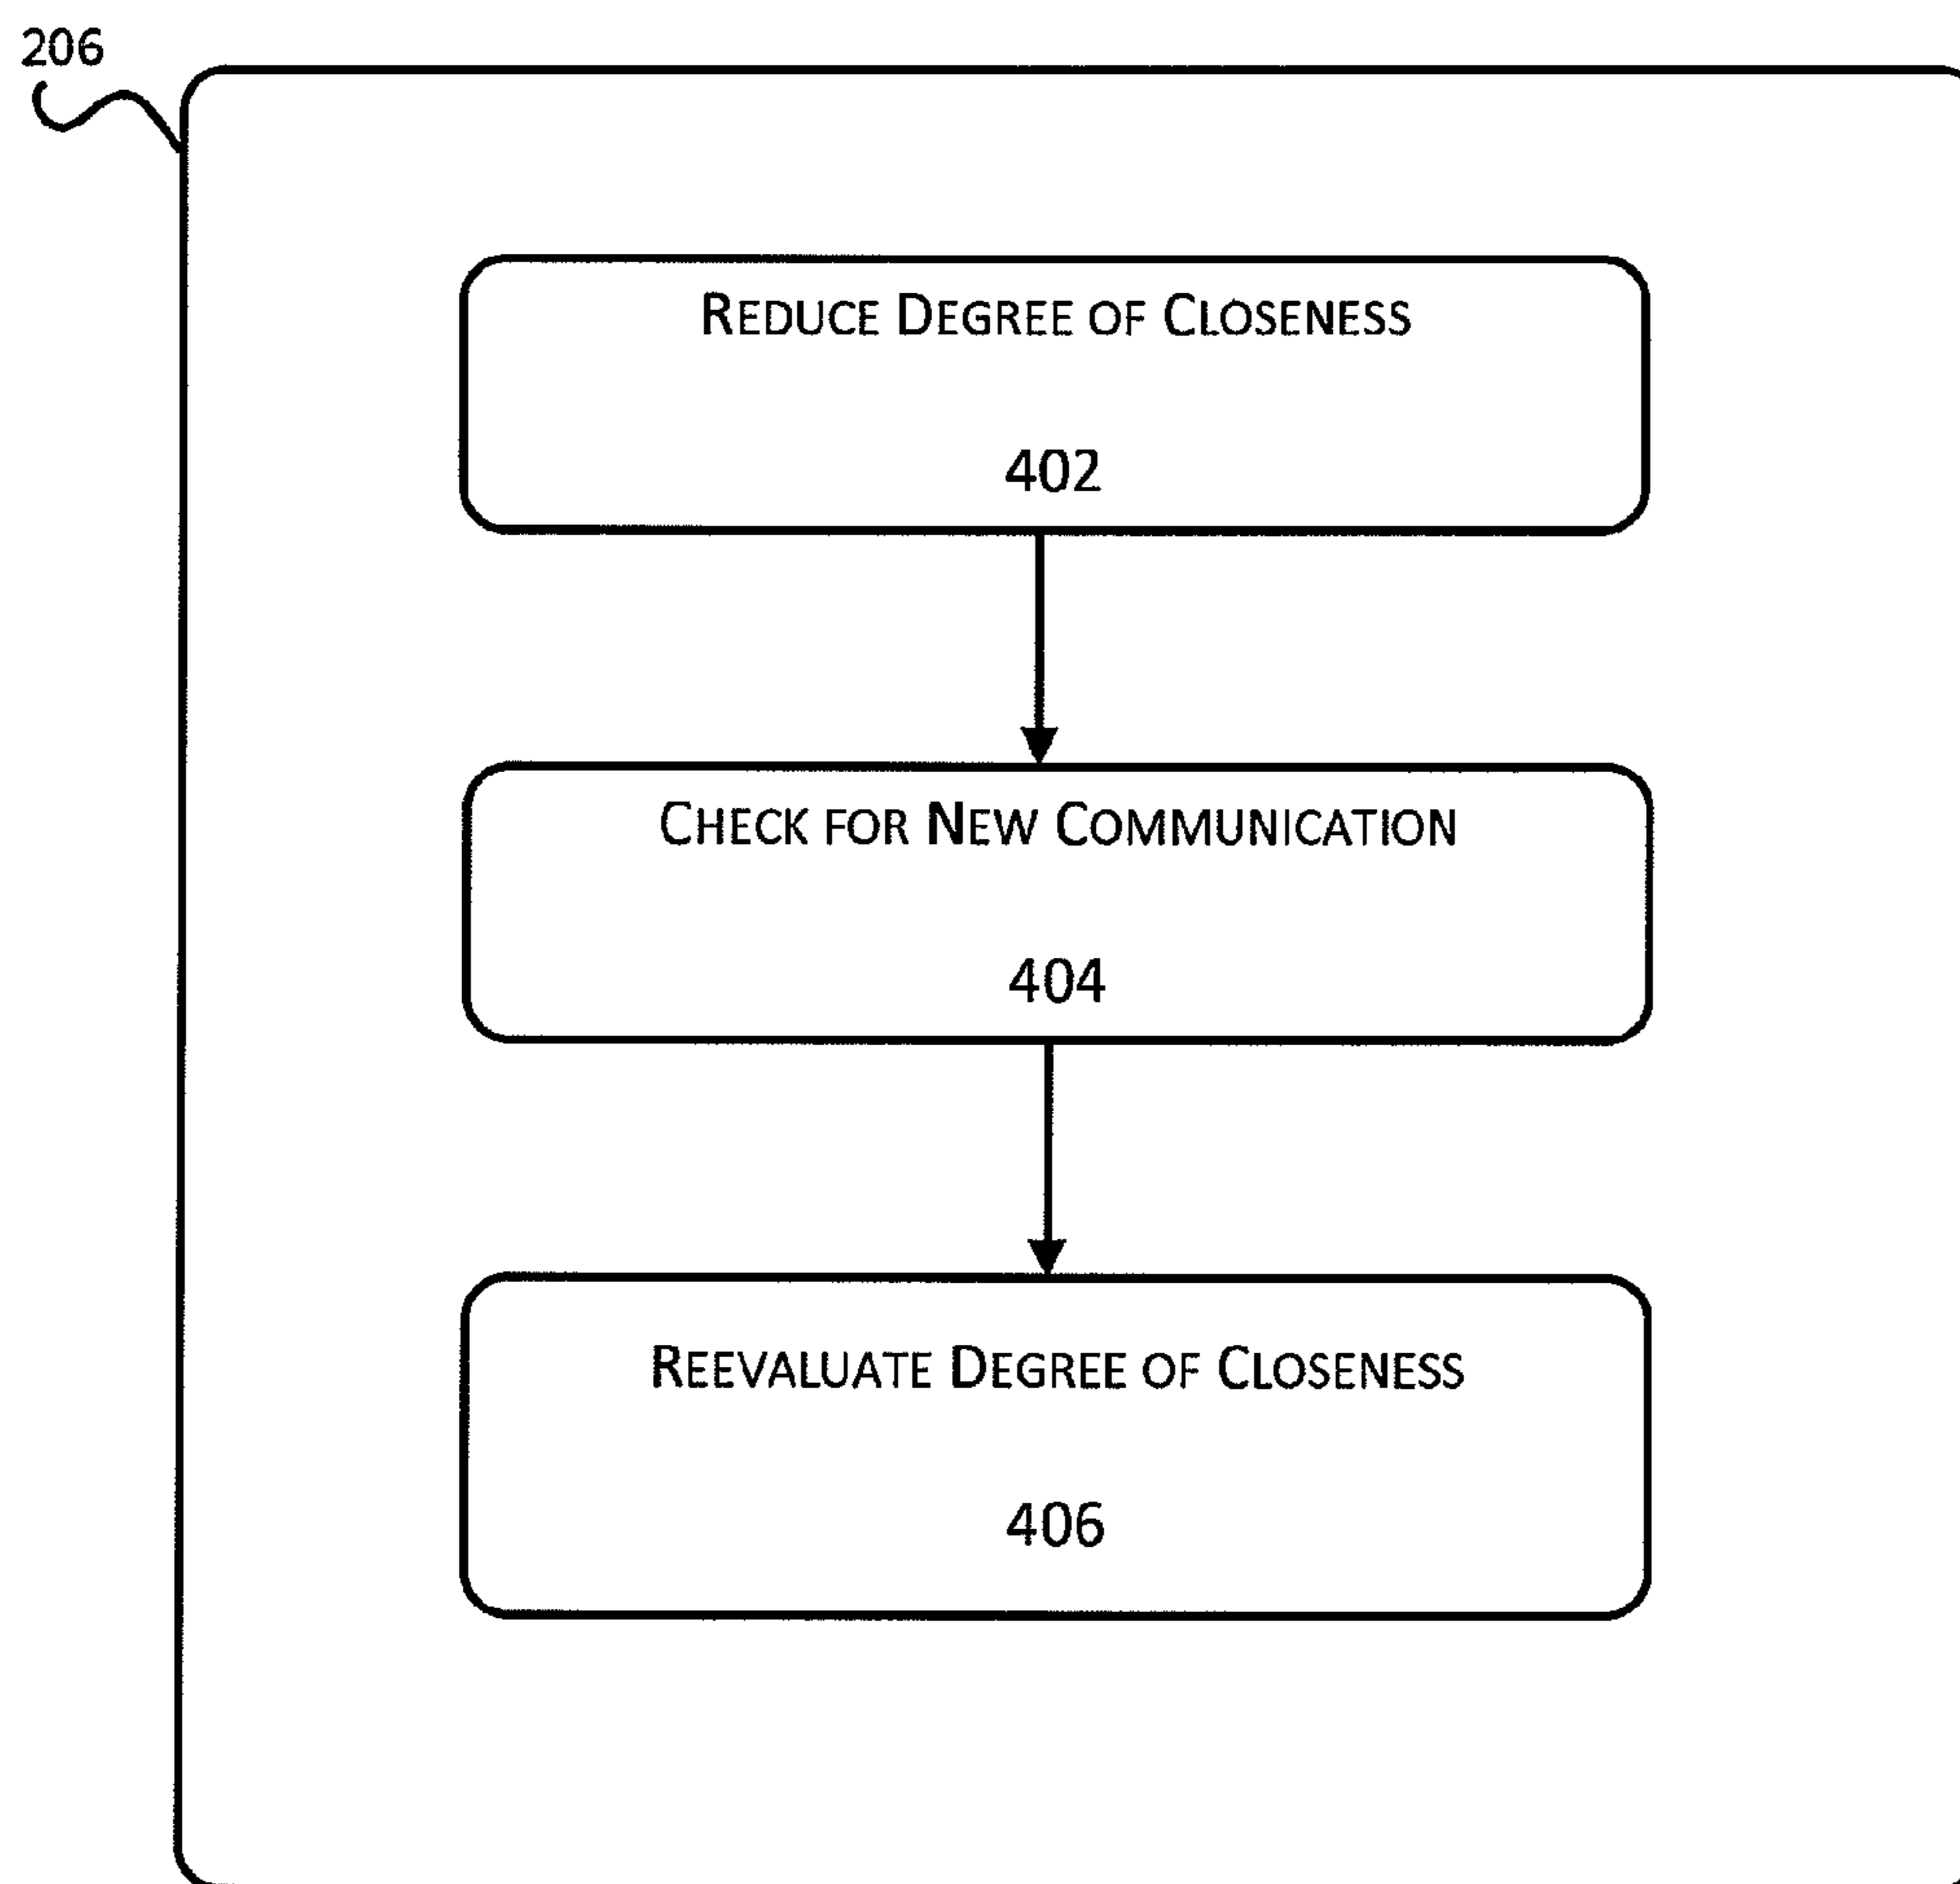 206
REDUCE DEGREE OF CLOSENESS
402
CHECK FOR NEW COMMUNICATION
404
REEVALUATE DEGREE OF CLOSENESS
406